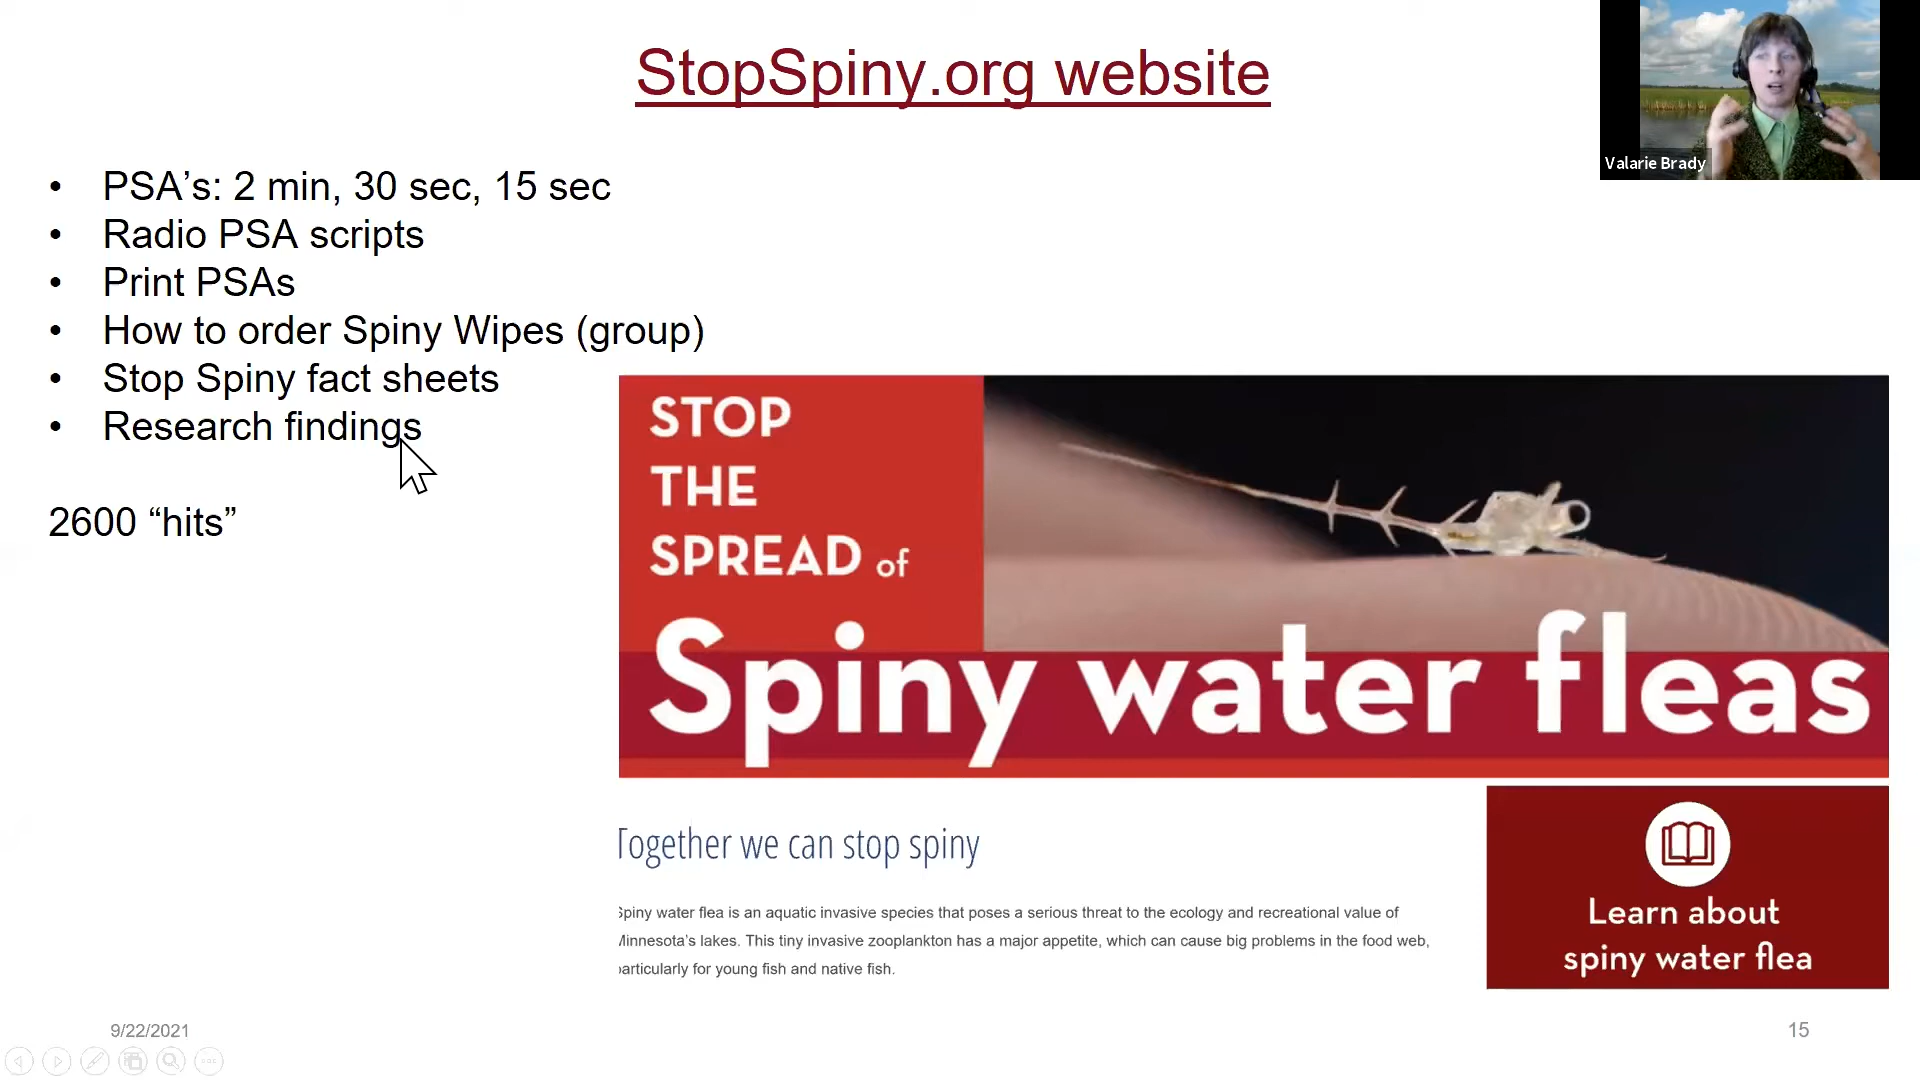 StopSpiny.org website
Valarie Brady
• PSA’s: 2 min, 30 sec, 15 sec
• Radio PSA scripts
• Print PSAs
• How to order Spiny Wipes (group)
• Stop Spiny fact sheets
• Research findings
2600 “hits”
STOP
THE
SPREAD of
Spiny water fleas
Together we can stop spiny
Spiny water flea is an aquatic invasive species that poses a serious threat to the ecology and recreational value of
Minnesota’s lakes. This tiny invasive zooplankton has a major appetite, which can cause big problems in the food web,
particularly for young fish and native fish.
Learn about
spiny water flea
9/22/2021
15